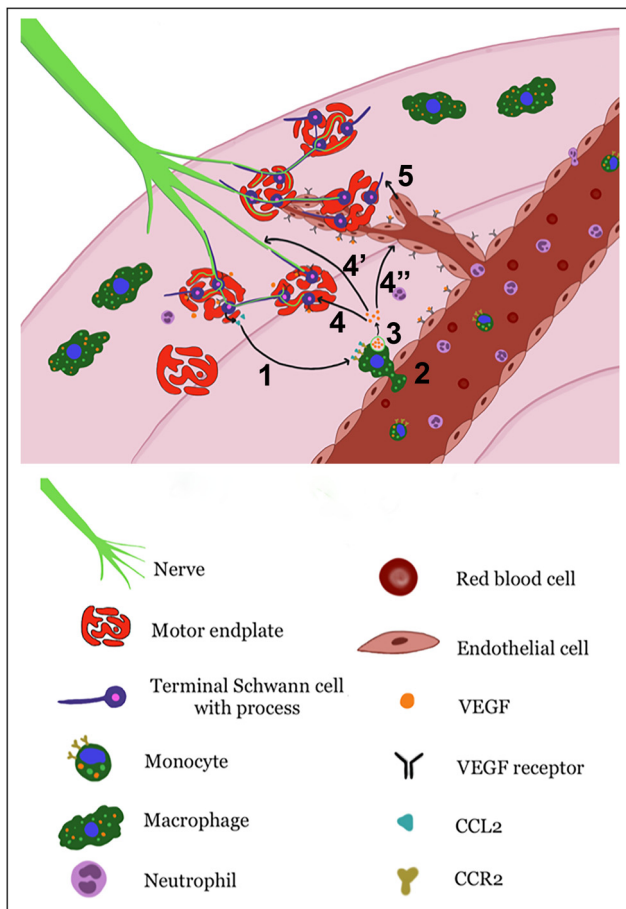 5
4’
4”
4
3
1
2
Nerve
Red blood cell
Motor endplate
Endothelial cell
Terminal Schwann cell
with process
VEGF
Monocyte
VEGF receptor
Macrophage
CCL2
Neutrophil
CCR2